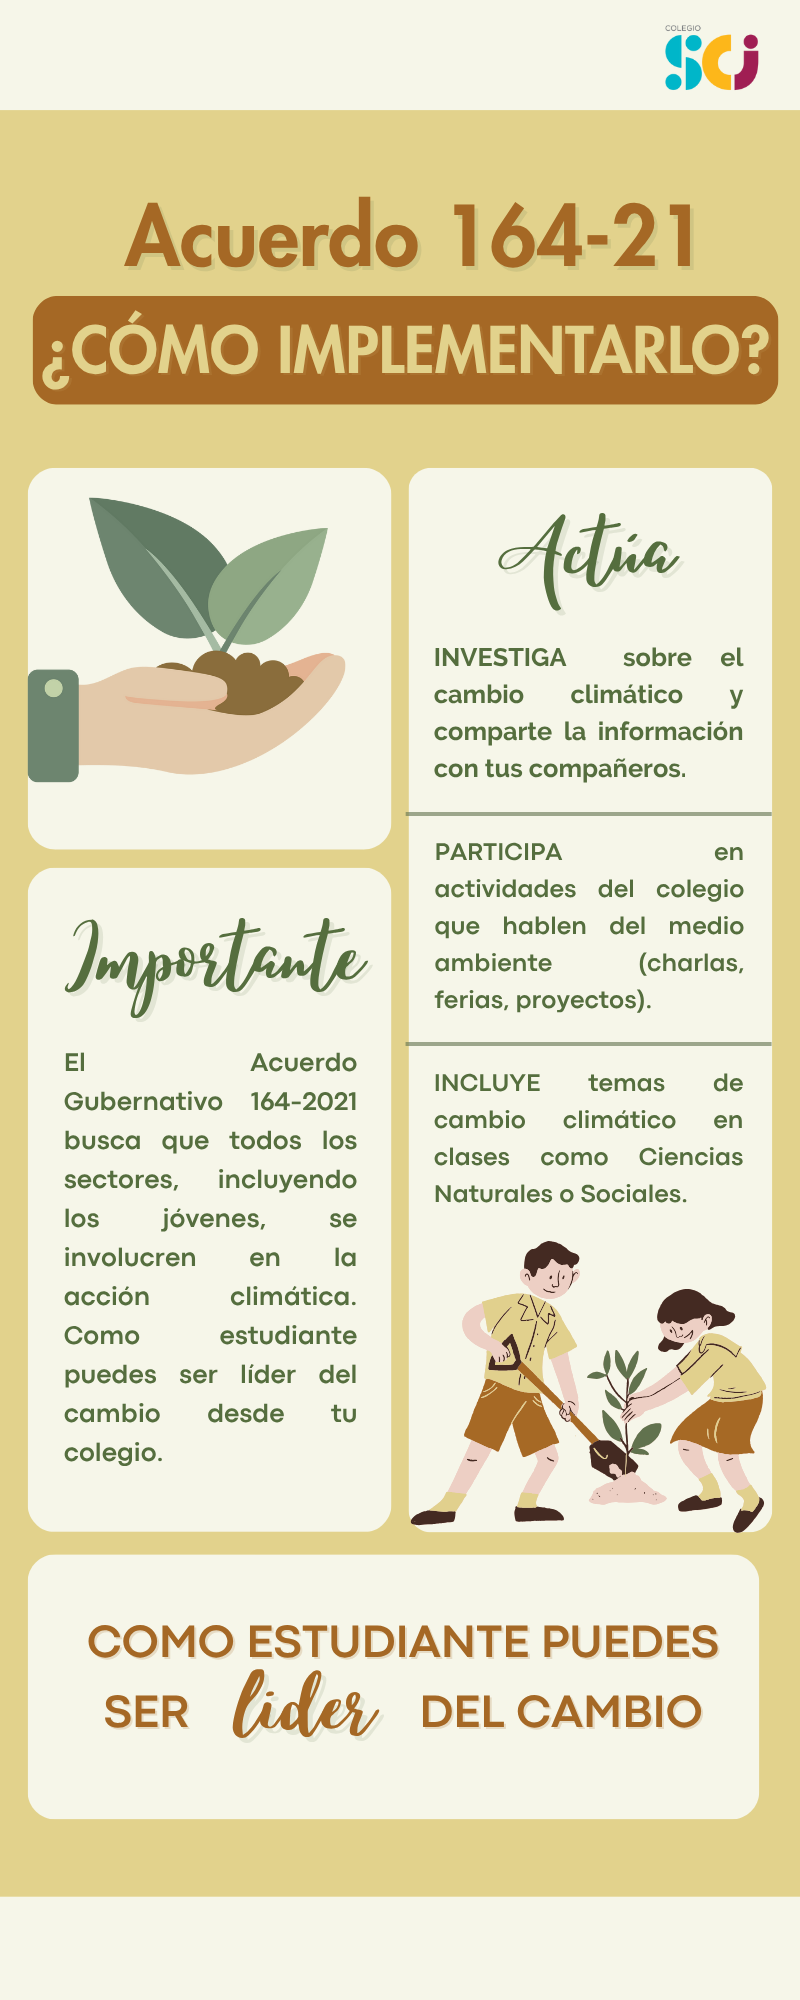 COLEGIO
SCJ
Acuerdo 164-21
¿CÓMO IMPLEMENTARLO?
Actúa
INVESTIGA sobre el
cambio climático y
comparte la información
con tus compañeros.
PARTICIPA en
actividades del colegio
que hablen del medio
ambiente (charlas,
ferias, proyectos).
INCLUYE temas de
cambio climático en
clases como Ciencias
Naturales o Sociales.
Importante
El Acuerdo
Gubernativo 164-2021
busca que todos los
sectores, incluyendo
los jóvenes, se
involucren en la
acción climática.
Como estudiante
puedes ser líder del
cambio desde tu
colegio.
COMO ESTUDIANTE PUEDES
SER líder DEL CAMBIO